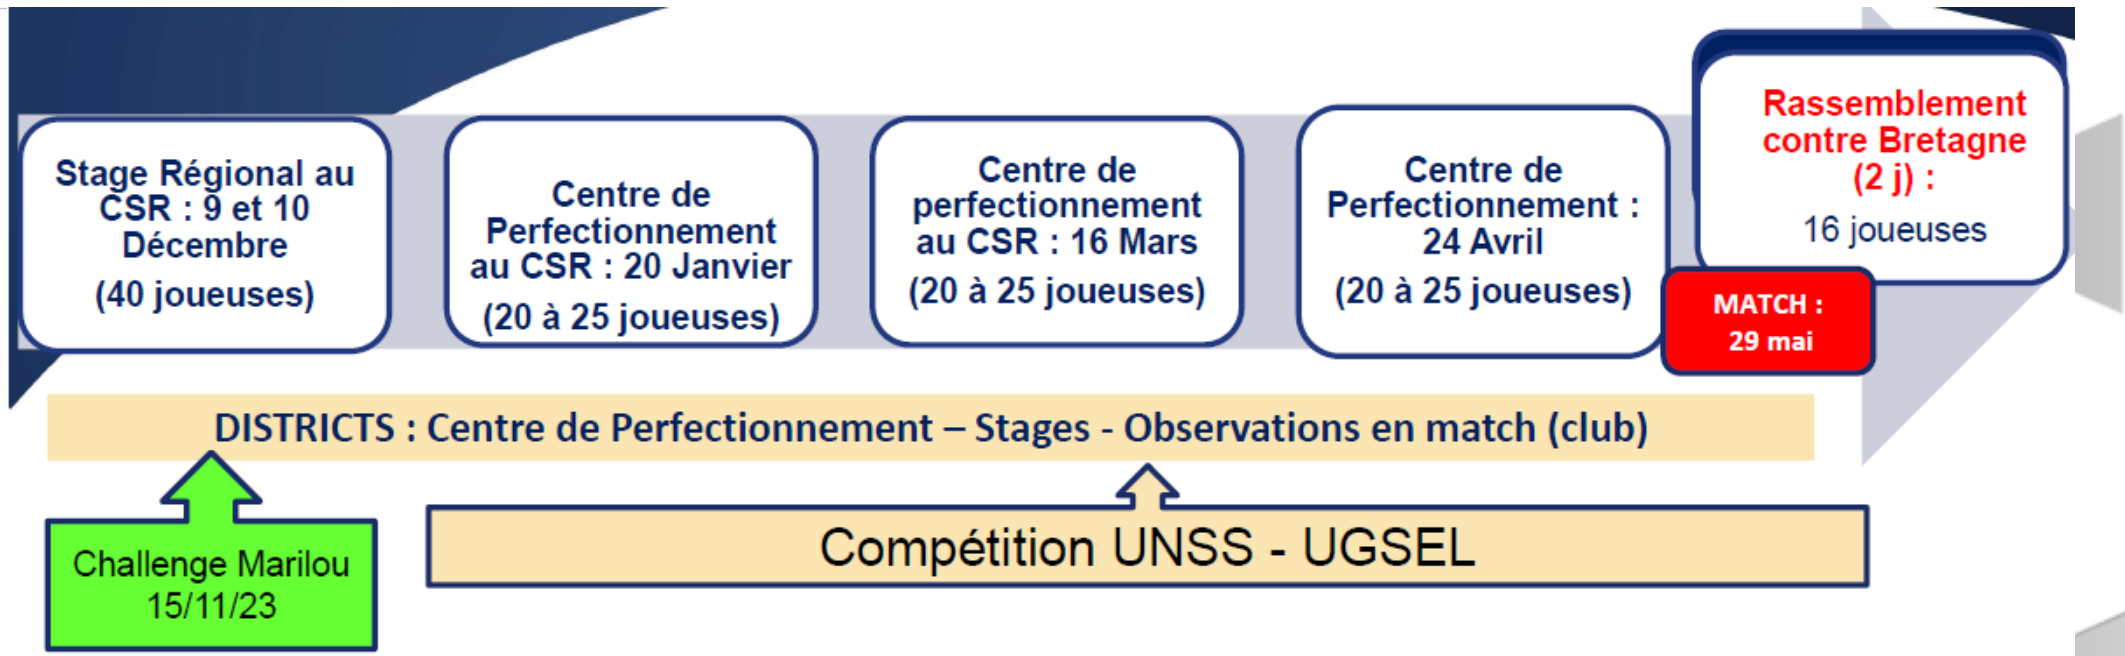 Stage Régional au
CSR : 9 et 10
Décembre
(40 joueuses)
Centre de
Perfectionnement
au CSR : 20 Janvier
(20 à 25 joueuses)
Centre de
perfectionnement
au CSR : 16 Mars
(20 à 25 joueuses)
Centre de
Perfectionnement :
24 Avril
(20 à 25 joueuses)
Rassemblement
contre Bretagne
(2 j) :
16 joueuses
MATCH :
29 mai
DISTRICTS : Centre de Perfectionnement – Stages - Observations en match (club)
Challenge Marilou
15/11/23
Compétition UNSS - UGSEL